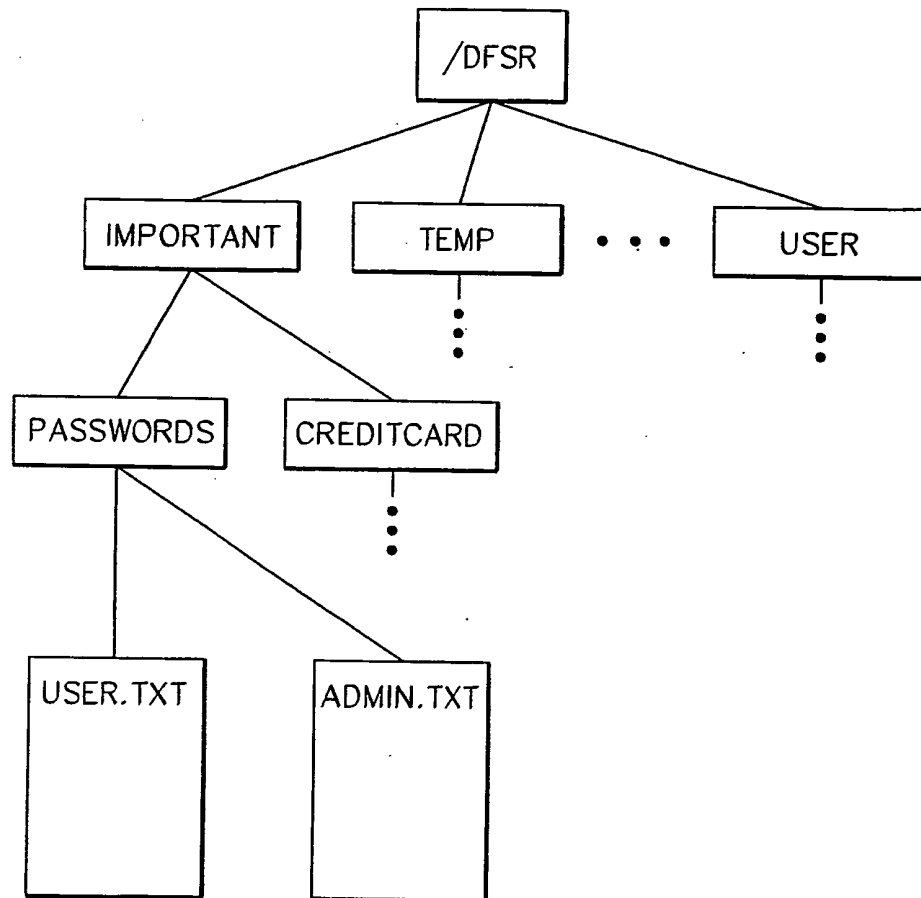 /DFSR
IMPORTANT
TEMP
USER
PASSWORDS
CREDITCARD
USER.TXT
ADMIN.TXT